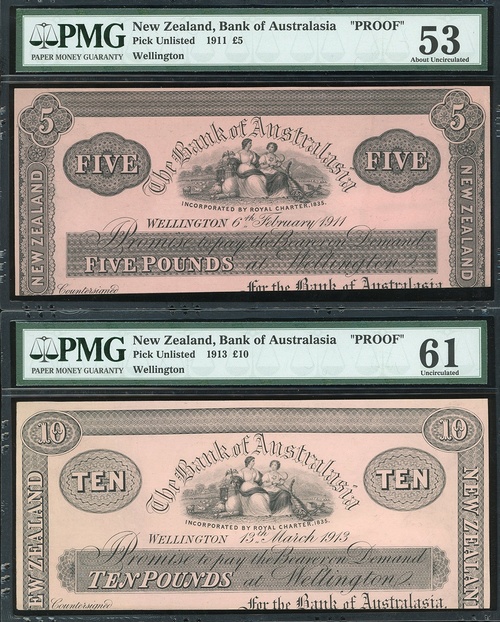 PMG
PAPER MONEY GUARANTY
New Zealand, Bank of Australasia "PROOF"
Pick Unlisted 1911 £5
Wellington
53
About Uncirculated
5
5
The Bank of Australasia
FIVE
FIVE
INCORPORATED BY ROYAL CHARTER, 1835.
NEW ZEALAND
NEW ZEALAND
WELLINGTON 6th February 1911
I Promise to pay the Bearer on Demand
FIVE POUNDS at Wellington
Countersigned
For the Bank of Australasia
PMG
PAPER MONEY GUARANTY
New Zealand, Bank of Australasia "PROOF"
Pick Unlisted 1913 £10
Wellington
61
Uncirculated
10
10
The Bank of Australasia
TEN
TEN
INCORPORATED BY ROYAL CHARTER, 1835.
EW ZEALAND
NEW ZEALAN
WELLINGTON 13th March 1913
I Promise to pay the Bearer on Demand
TEN POUNDS at Wellington
Countersigned
For the Bank of Australasia,